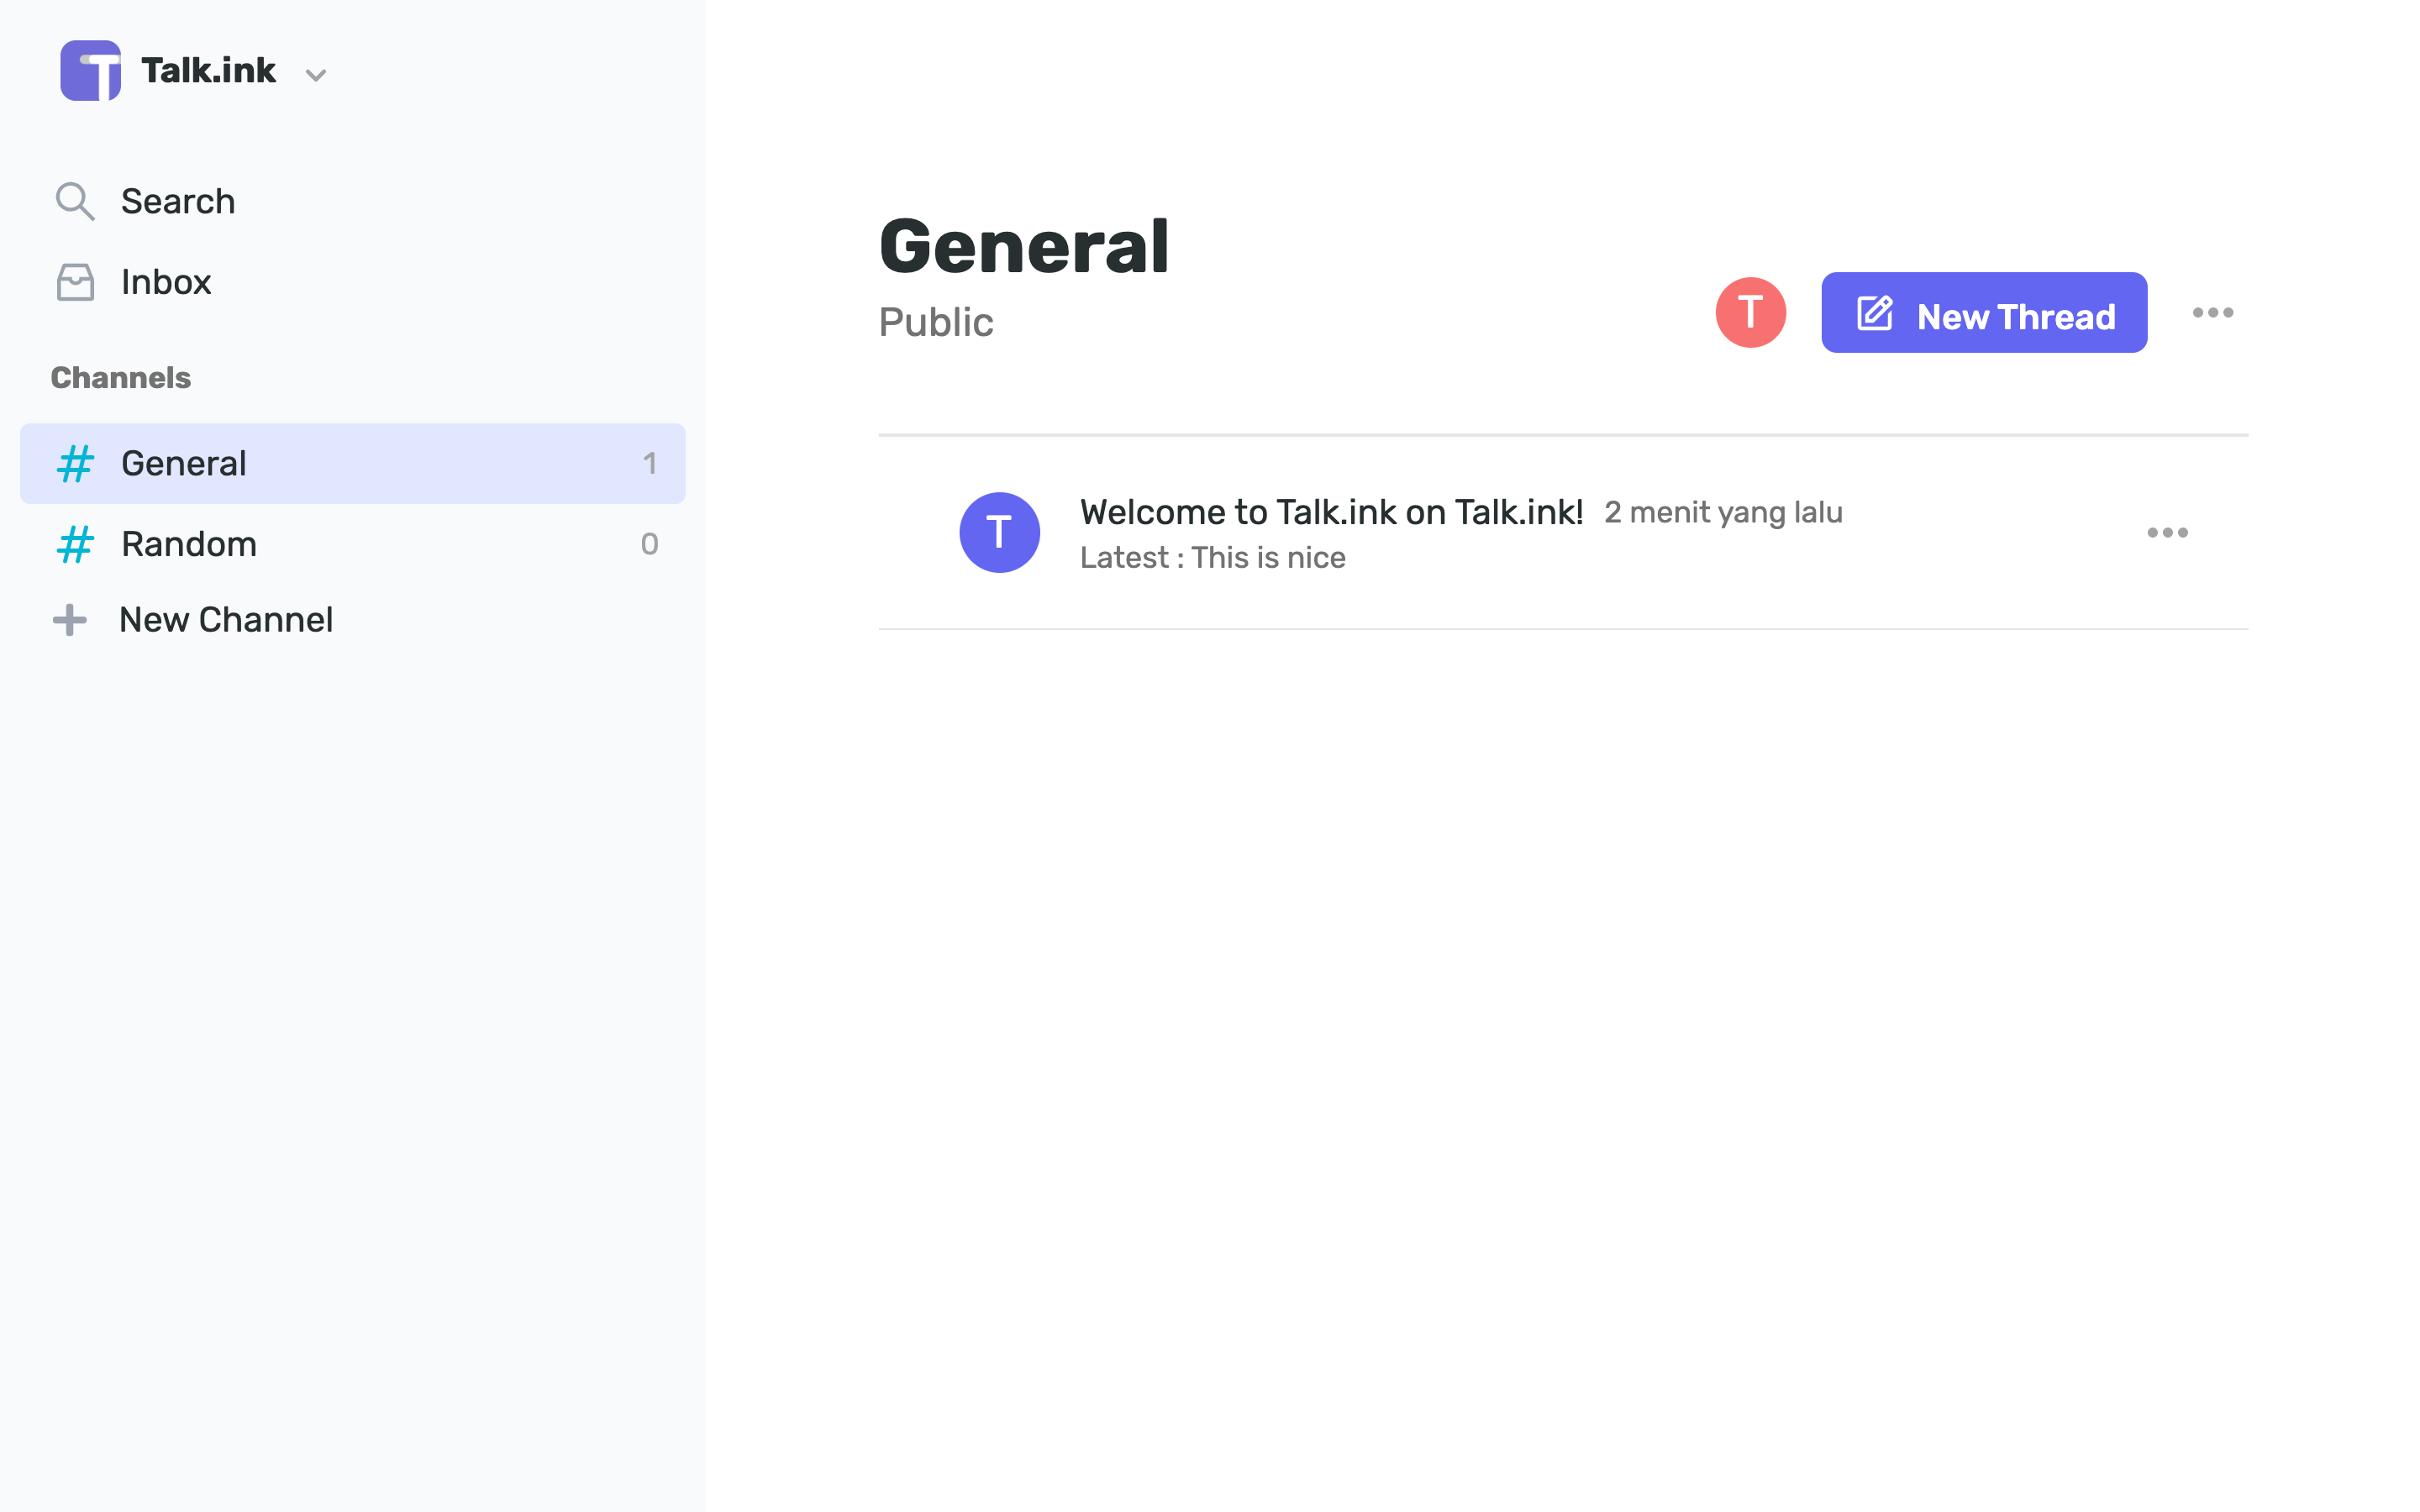 T Talk.ink
Search
Inbox
Channels
# General 1
# Random 0
New Channel
General
Public
T
New Thread
T
Welcome to Talk.ink on Talk.ink! 2 menit yang lalu
Latest : This is nice